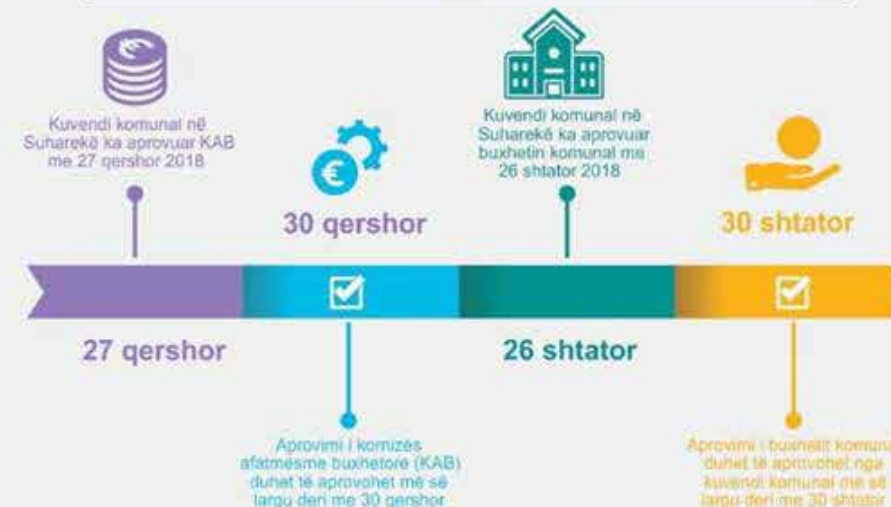 Kuvendi komunal në
Suharekë ka aprovuar KAB
me 27 qershor 2018
30 qershor
Kuvendi komunal në
Suharekë ka aprovuar
buxhetin komunal me
26 shtator 2018
30 shtator
27 qershor
26 shtator
Aprovimi i kornizës
afatmesme buxhetore (KAB)
duhet të aprovohet më së
largu deri me 30 qershor
Aprovimi i buxhetit komuna
duhet të aprovohet nga
kuvendi komunal më së
largu deri me 30 shtator